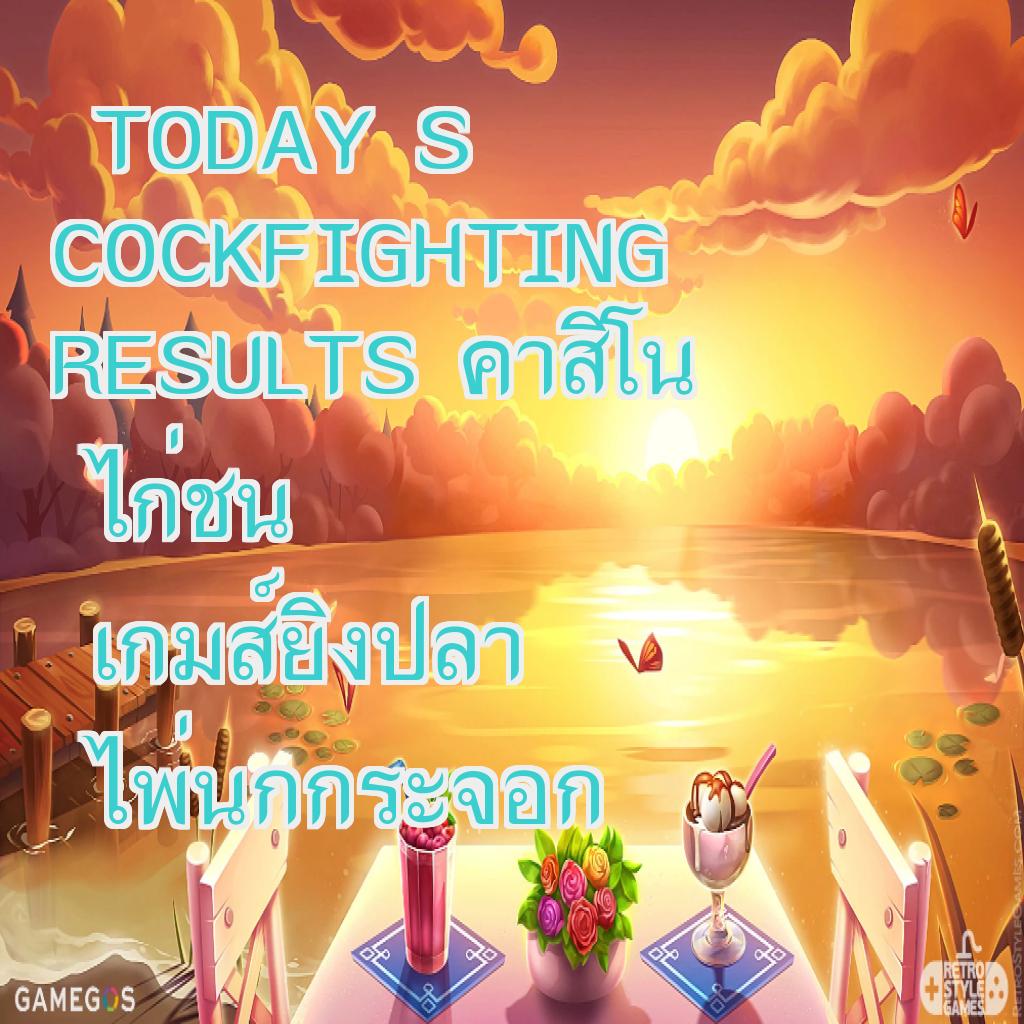 TODAY S
COCKFIGHTING
RESULTS คาสิโน
ไก่ชน
เกมส์ยิงปลา
ไพ่นกกระจอก
GAMEGOS
RETRO
STYLE
GAMES
RETROSTYLEGAMES.COM